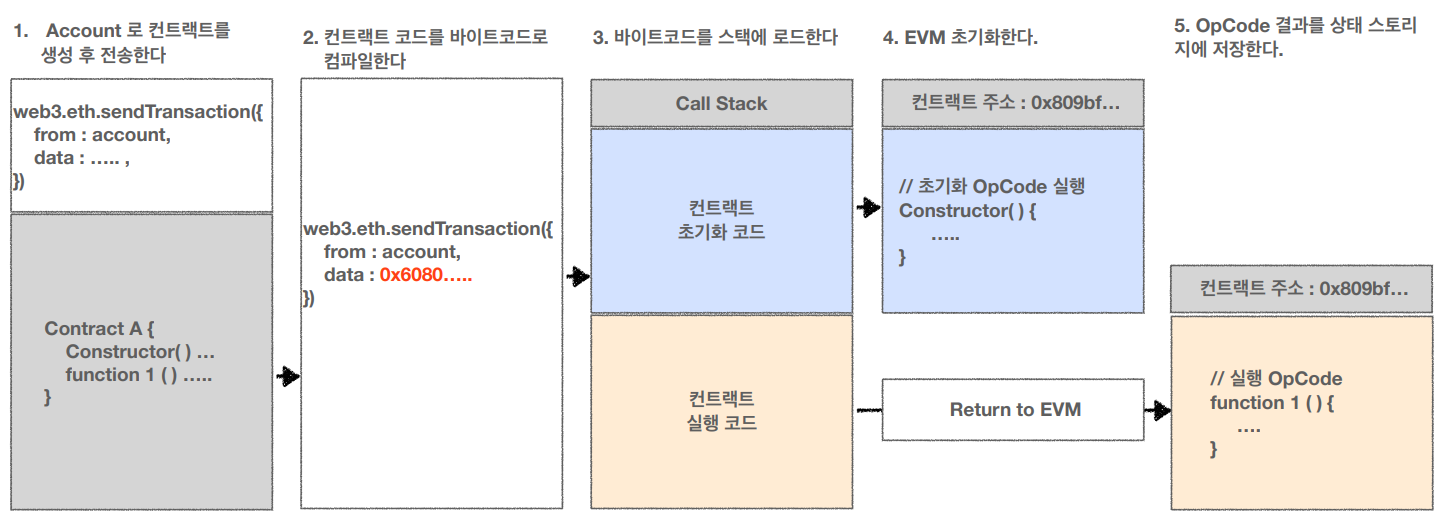 1. Account 로 컨트랙트를
생성 후 전송한다
web3.eth.sendTransaction({
from : account,
data : ….. ,
})
Contract A {
Constructor( ) …
function 1 ( ) …..
}
2. 컨트랙트 코드를 바이트코드로
컴파일한다
web3.eth.sendTransaction({
from : account,
data : 0x6080…..
})
3. 바이트코드를 스택에 로드한다
Call Stack
컨트랙트
초기화 코드
컨트랙트
실행 코드
4. EVM 초기화한다.
컨트랙트 주소 : 0x809bf…
// 초기화 OpCode 실행
Constructor( ) {
…..
}
Return to EVM
5. OpCode 결과를 상태 스토리
지에 저장한다.
컨트랙트 주소 : 0x809bf…
// 실행 OpCode
function 1 ( ) {
….
}